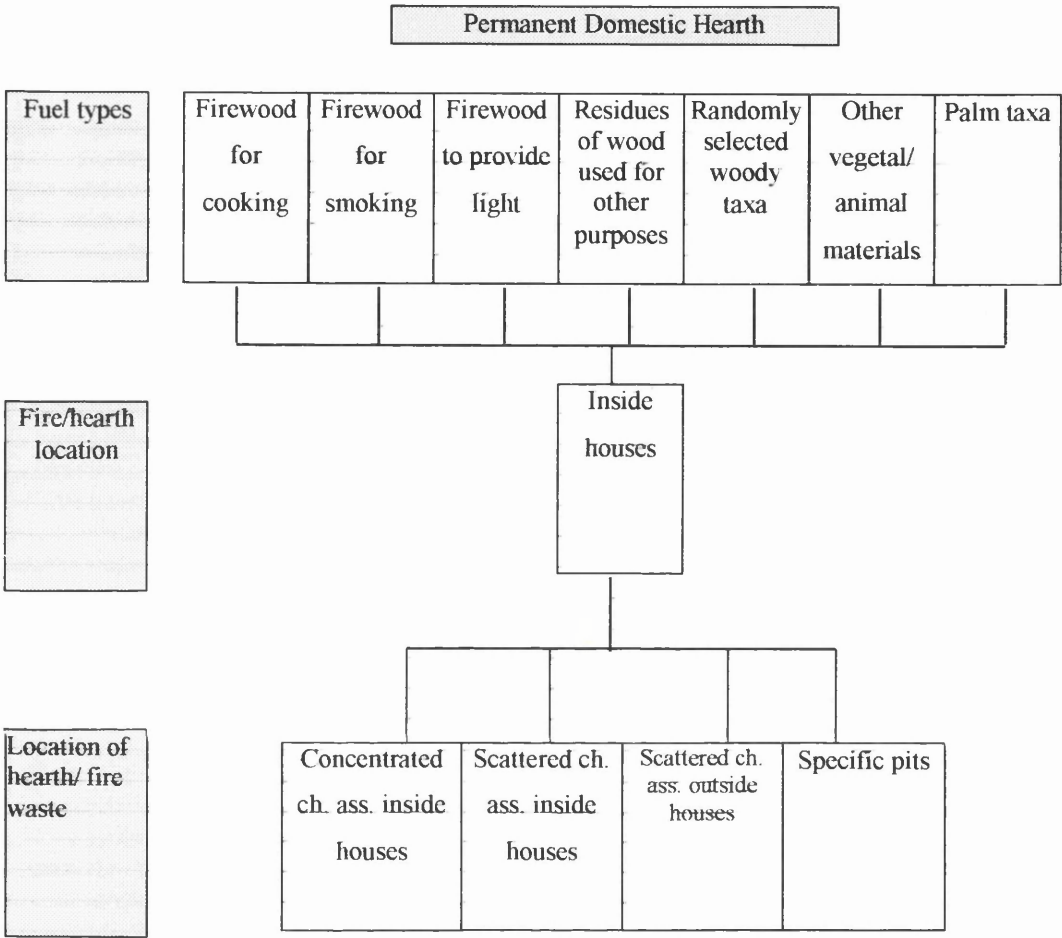 Permanent Domestic Hearth
Fuel types
Firewood
for
cooking
Firewood
for
smoking
Firewood
to provide
light
Residues
of wood
used for
other
purposes
Randomly
selected
woody
taxa
Other
vegetal/
animal
materials
Palm taxa
Fire/hearth
location
Inside
houses
Location of
hearth/ fire
waste
Concentrated
ch. ass. inside
houses
Scattered ch.
ass. inside
houses
Scattered ch.
ass. outside
houses
Specific pits